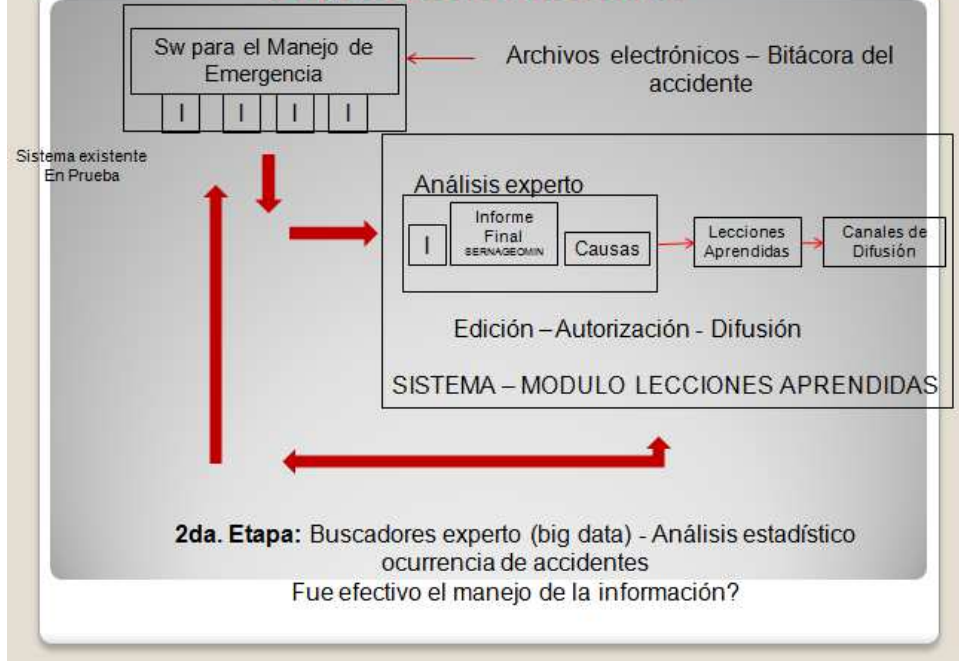 Sw para el Manejo de
Emergencia
I I I I
Archivos electrónicos – Bitácora del
accidente
Sistema existente
En Prueba
Análisis experto
I
Informe
Final
SERNAGEOMIN
Causas
Lecciones
Aprendidas
Canales de
Difusión
Edición – Autorización - Difusión
SISTEMA – MODULO LECCIONES APRENDIDAS
2da. Etapa: Buscadores experto (big data) - Análisis estadístico
ocurrencia de accidentes
Fue efectivo el manejo de la información?